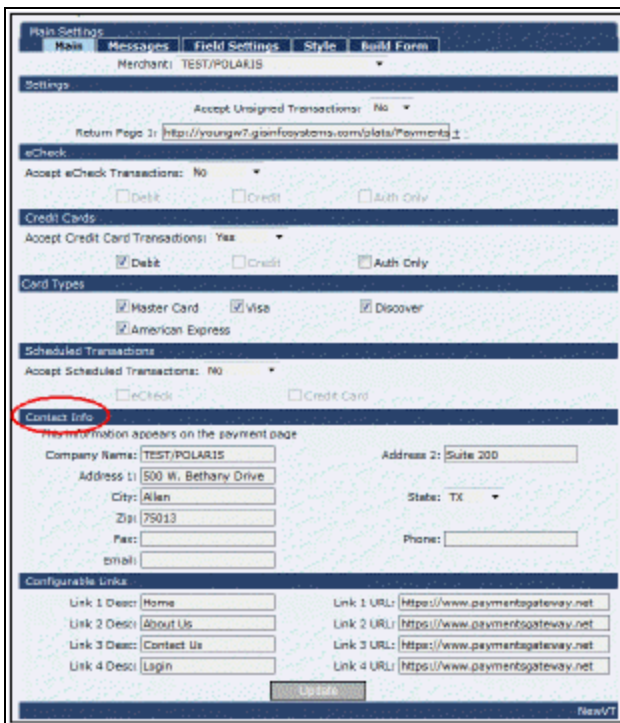 Main Settings
Main Messages Field Settings Style Build Form
Merchant: TEST/POLARIS
Settings
Accept Unsigned Transactions: No
Return Page 1: http://youngw7.gisinfosystems.com/plats/Payments
eCheck
Accept eCheck Transactions: No
Debit Credit Auth Only
Credit Cards
Accept Credit Card Transactions: Yes
Debit Credit Auth Only
Card Types
Master Card Visa Discover
American Express
Scheduled Transactions
Accept Scheduled Transactions: No
eCheck Credit Card
Contact Info
This information appears on the payment page
Company Name: TEST/POLARIS Address 2: Suite 200
Address 1: 500 W. Bethany Drive
City: Allen State: TX
Zip: 75013
Fax: Phone:
Email:
Configurable Links
Link 1 Desc: Home Link 1 URL: https://www.paymentsgateway.net
Link 2 Desc: About Us Link 2 URL: https://www.paymentsgateway.net
Link 3 Desc: Contact Us Link 3 URL: https://www.paymentsgateway.net
Link 4 Desc: Login Link 4 URL: https://www.paymentsgateway.net
Update
NewVT